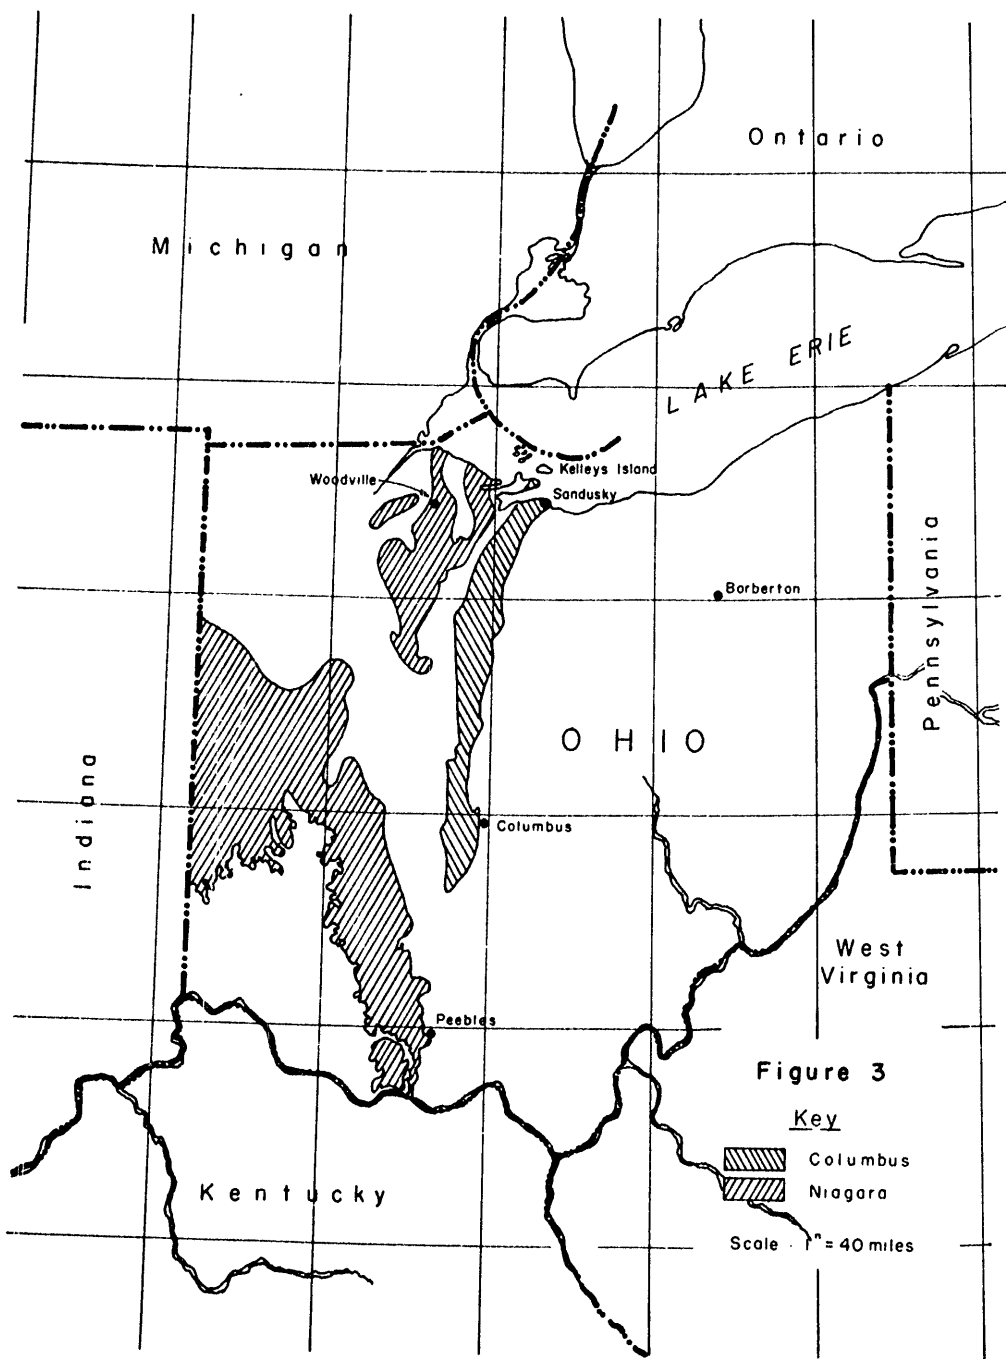 Ontario
Michigan
LAKE ERIE
Kelleys Island
Woodville
Sandusky
Borberton
Pennsylvania
OHIO
Indiana
Columbus
West
Virginia
Peebles
Figure 3
Key
Columbus
Niagara
Kentucky
Scale . 1" = 40 miles